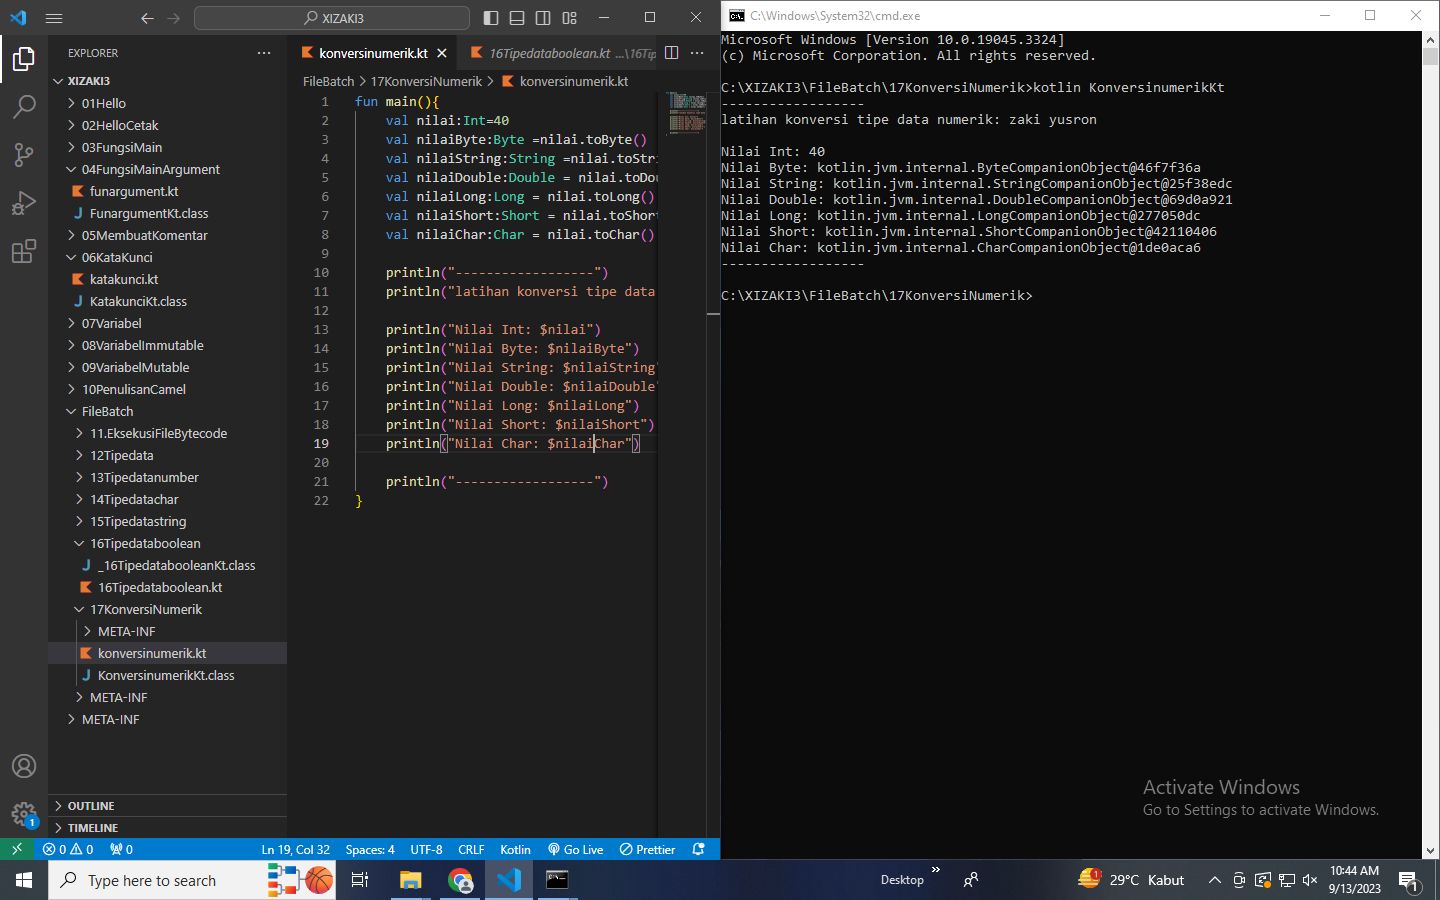 XIZAKI3
EXPLORER
XIZAKI3
01Hello
02HelloCetak
03FungsiMain
04FungsiMainArgument
funargument.kt
FunargumentKt.class
05MembuatKomentar
06KataKunci
katakunci.kt
KatakunciKt.class
07Variabel
08VariabelImmutable
09VariabelMutable
10PenulisanCamel
FileBatch
11.EksekusiFileBytecode
12Tipedata
13Tipedatanumber
14Tipedatachar
15Tipedatastring
16Tipedataboolean
_16TipedatabooleanKt.class
16Tipedataboolean.kt
17KonversiNumerik
META-INF
konversinumerik.kt
KonversinumerikKt.class
META-INF
META-INF
OUTLINE
TIMELINE
konversinumerik.kt
16Tipedataboolean.kt ...\16Tip
FileBatch > 17KonversiNumerik > konversinumerik.kt
1 fun main(){
2 val nilai:Int=40
3 val nilaiByte:Byte =nilai.toByte()
4 val nilaiString:String =nilai.toStri
5 val nilaiDouble:Double = nilai.toDou
6 val nilaiLong:Long = nilai.toLong()
7 val nilaiShort:Short = nilai.toShort
8 val nilaiChar:Char = nilai.toChar()
9
10 println("------------------")
11 println("latihan konversi tipe data
12
13 println("Nilai Int: $nilai")
14 println("Nilai Byte: $nilaiByte")
15 println("Nilai String: $nilaiString"
16 println("Nilai Double: $nilaiDouble"
17 println("Nilai Long: $nilaiLong")
18 println("Nilai Short: $nilaiShort")
19 println("Nilai Char: $nilaiChar")
20
21 println("------------------")
22 }
0 0 0 Ln 19, Col 32 Spaces: 4 UTF-8 CRLF Kotlin Go Live Prettier
1
C:\Windows\System32\cmd.exe
Microsoft Windows [Version 10.0.19045.3324]
(c) Microsoft Corporation. All rights reserved.
C:\XIZAKI3\FileBatch\17KonversiNumerik>kotlin KonversinumerikKt
------------------
latihan konversi tipe data numerik: zaki yusron
Nilai Int: 40
Nilai Byte: kotlin.jvm.internal.ByteCompanionObject@46f7f36a
Nilai String: kotlin.jvm.internal.StringCompanionObject@25f38edc
Nilai Double: kotlin.jvm.internal.DoubleCompanionObject@69d0a921
Nilai Long: kotlin.jvm.internal.LongCompanionObject@277050dc
Nilai Short: kotlin.jvm.internal.ShortCompanionObject@42110406
Nilai Char: kotlin.jvm.internal.CharCompanionObject@1de0aca6
------------------
C:\XIZAKI3\FileBatch\17KonversiNumerik>
Activate Windows
Go to Settings to activate Windows.
Type here to search
Desktop
1
29°C Kabut
10:44 AM
9/13/2023
1